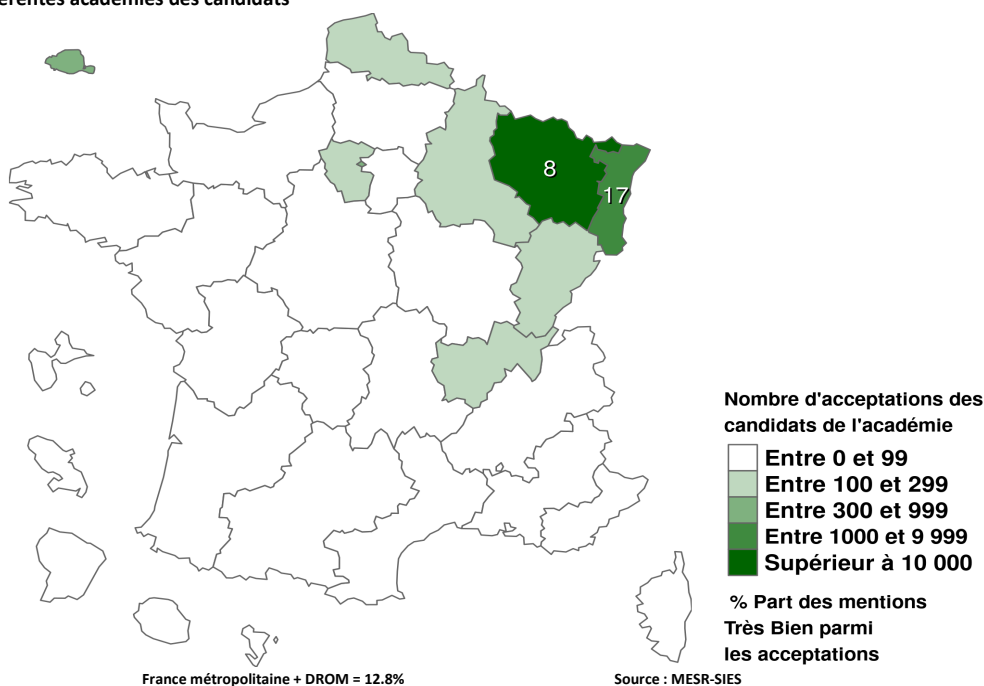 érentes académies des candidats
8
17
Nombre d'acceptations des
candidats de l'académie
Entre 0 et 99
Entre 100 et 299
Entre 300 et 999
Entre 1000 et 9 999
Supérieur à 10 000
% Part des mentions
Très Bien parmi
les acceptations
France métropolitaine + DROM = 12.8%
Source : MESR-SIES